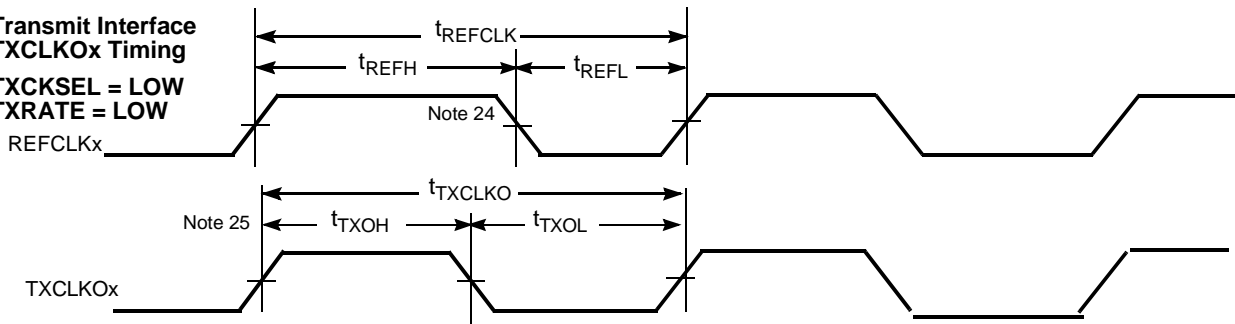 Transmit Interface
TXCLKOx Timing
TXCKSEL = LOW
TXRATE = LOW
REFCLKx
tREFCLK
tREFH
tREFL
Note 24
tTXCLKO
Note 25
tTXOH
tTXOL
TXCLKOx